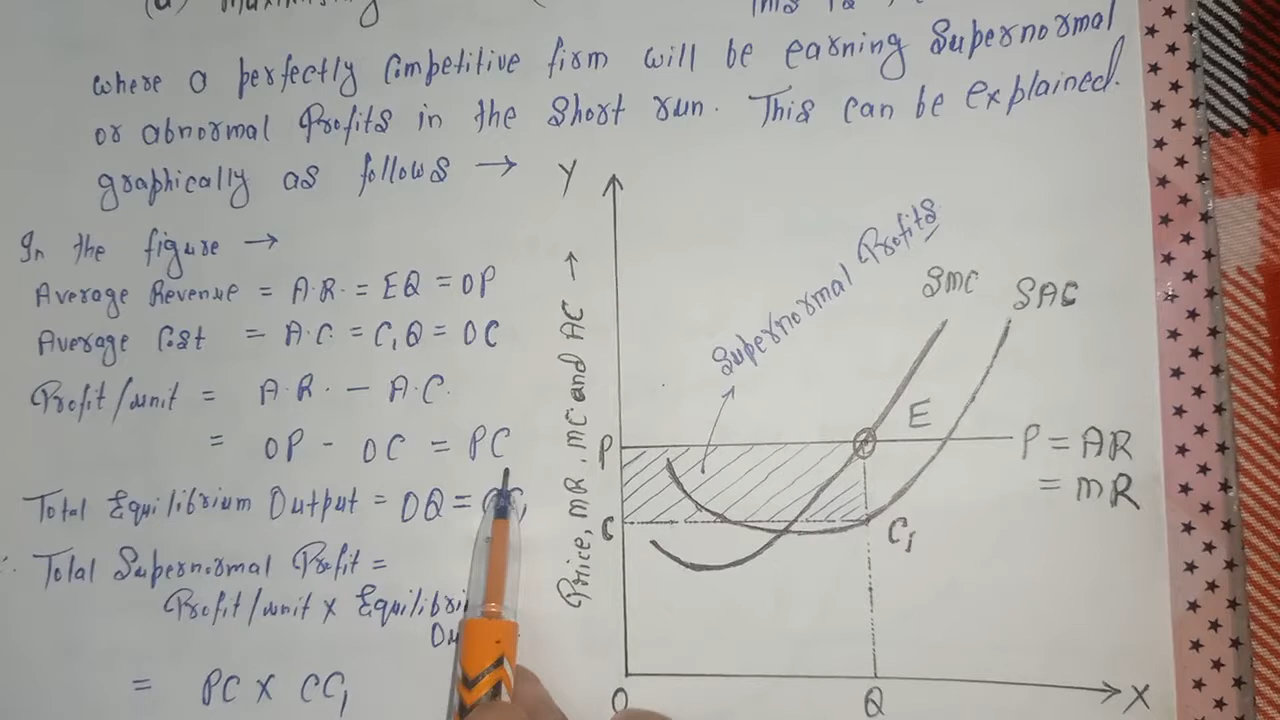 where a perfectly Competitive firm will be earning Supernormal
or abnormal Profits in the Short run. This can be explained.
graphically as follows →
In the figure →
Average Revenue = A.R. = EQ = OP
Average Cost = A.C. = C1Q = OC
Profit/unit = A.R. - A.C.
= OP - OC = PC
Total Equilibrium Output = OQ =
∴ Total Supernormal Profit =
Profit/unit x
= PC X CC1
Y
Price, MR, MC and AC →
Supernormal Profits
SMC
SAC
E
P
P = AR
= MR
C
C1
O
Q
X